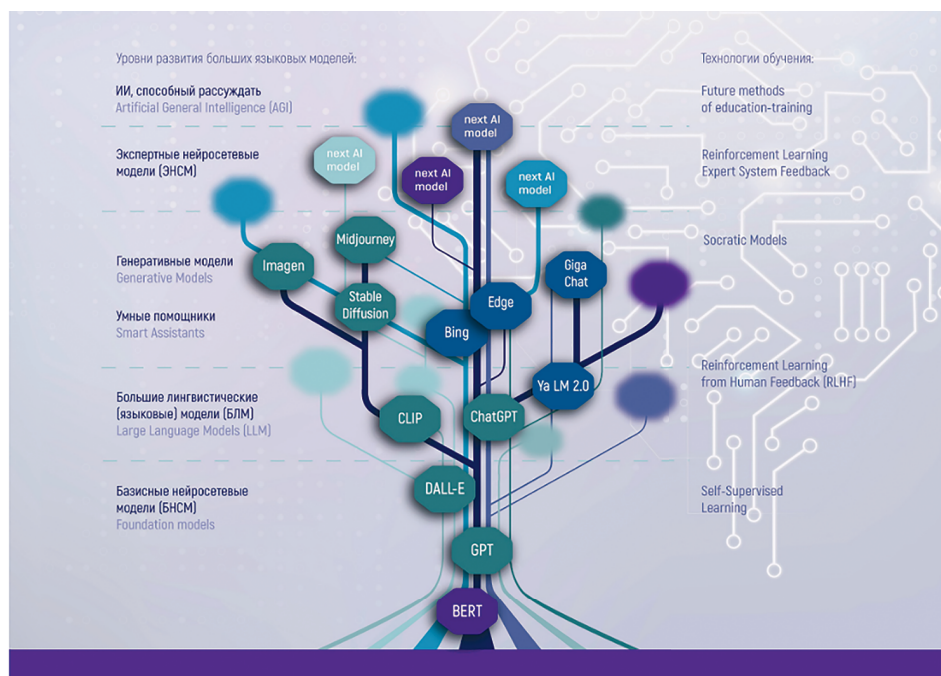 Уровни развития больших языковых моделей:
ИИ, способный рассуждать
Artificial General Intelligence (AGI)
Экспертные нейросетевые
модели (ЭНСМ)
Генеративные модели
Generative Models
Умные помощники
Smart Assistants
Большие лингвистические
(языковые) модели (БЛМ)
Large Language Models (LLM)
Базисные нейросетевые
модели (БНСМ)
Foundation models
next AI
model
next AI
model
next AI
model
next AI
model
Midjourney
Imagen
Stable
Diffusion
Bing
Edge
Giga
Chat
Ya LM 2.0
CLIP
ChatGPT
DALL-E
GPT
BERT
Технологии обучения:
Future methods
of education-training
Reinforcement Learning
Expert System Feedback
Socratic Models
Reinforcement Learning
from Human Feedback (RLHF)
Self-Supervised
Learning